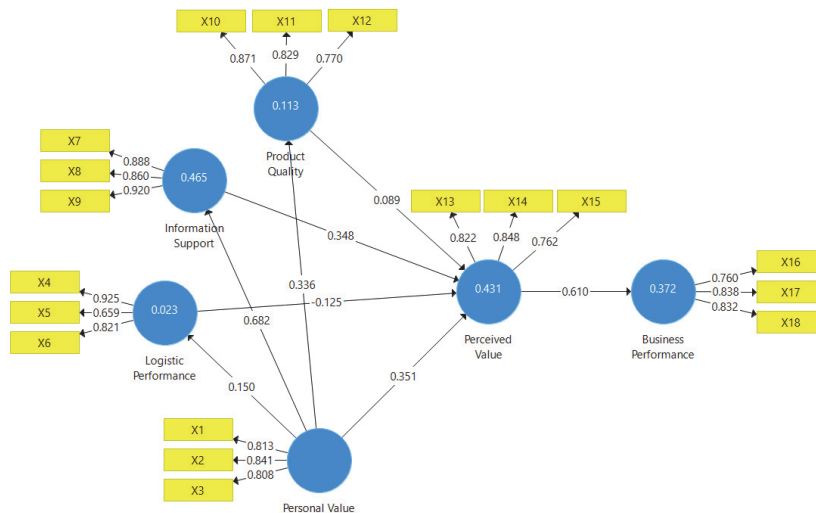 X10
X11
X12
0.871
0.829
0.770
0.113
Product
Quality
X7
X8
X9
0.888
0.860
0.920
0.465
Information
Support
0.089
0.348
X13
X14
X15
0.822
0.848
0.762
0.431
Perceived
Value
0.610
0.372
Business
Performance
X16
X17
X18
0.760
0.838
0.832
X4
X5
X6
0.925
0.659
0.821
0.023
Logistic
Performance
-0.125
0.336
0.682
0.150
0.351
X1
X2
X3
0.813
0.841
0.808
Personal Value